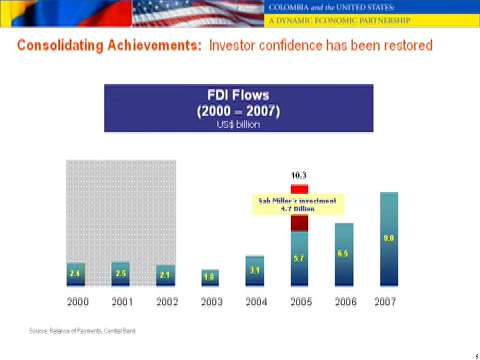 COLOMBIA and the UNITED STATES:
A DYNAMIC ECONOMIC PARTNERSHIP
Consolidating Achievements: Investor confidence has been restored
FDI Flows
(2000 – 2007)
US$ billion
10.3
Sab Miller´s investment
4.7 Billion
2.4
2.5
2.1
3.1
5.7
6.5
9.0
2000
2001
2002
2003
2004
2005
2006
2007
Source: Balance of Payments, Central Bank